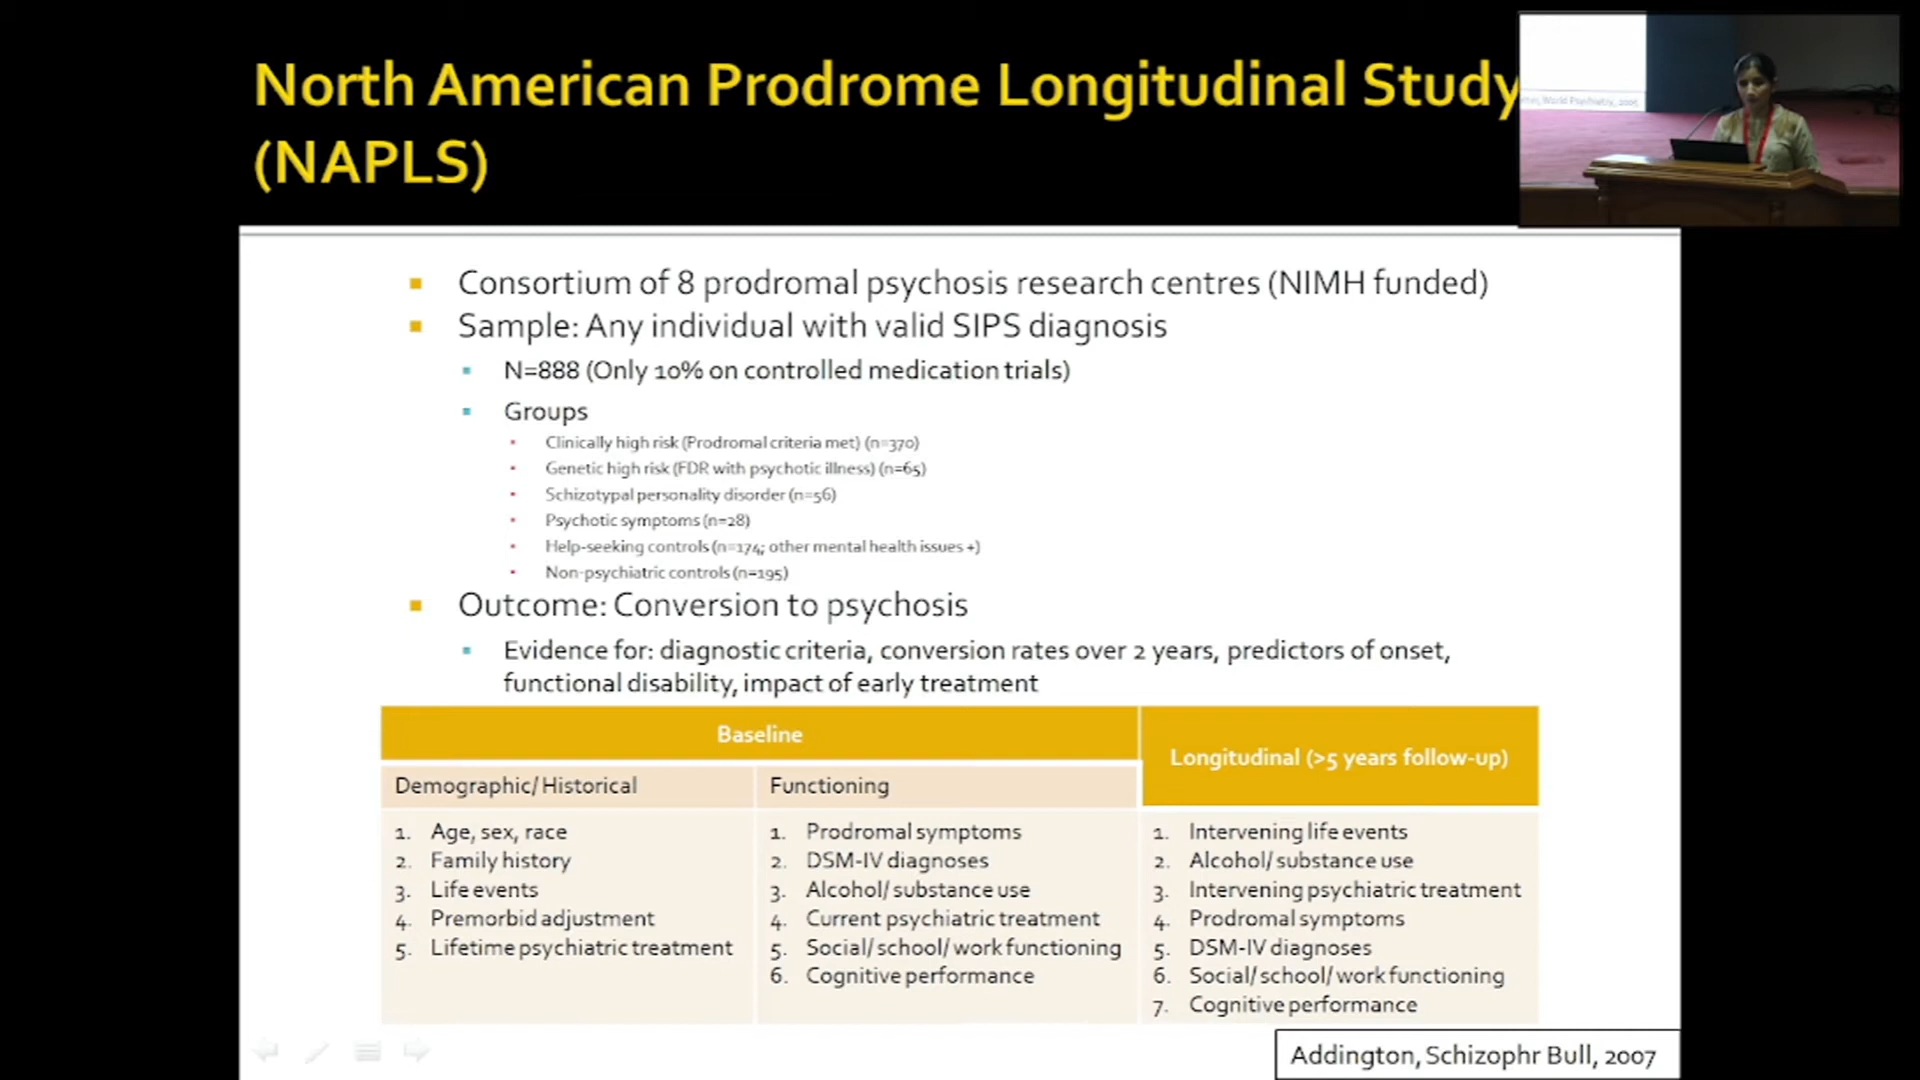 North American Prodrome Longitudinal Study
(NAPLS)
World Psychiatry, 2006
Consortium of 8 prodromal psychosis research centres (NIMH funded)
Sample: Any individual with valid SIPS diagnosis
N=888 (Only 10% on controlled medication trials)
Groups
Clinically high risk (Prodromal criteria met) (n=370)
Genetic high risk (FDR with psychotic illness) (n=65)
Schizotypal personality disorder (n=56)
Psychotic symptoms (n=28)
Help-seeking controls (n=174; other mental health issues +)
Non-psychiatric controls (n=195)
Outcome: Conversion to psychosis
Evidence for: diagnostic criteria, conversion rates over 2 years, predictors of onset,
functional disability, impact of early treatment
Baseline
Longitudinal (>5 years follow-up)
Demographic/ Historical
Functioning
1. Age, sex, race
2. Family history
3. Life events
4. Premorbid adjustment
5. Lifetime psychiatric treatment
1. Prodromal symptoms
2. DSM-IV diagnoses
3. Alcohol/ substance use
4. Current psychiatric treatment
5. Social/ school/ work functioning
6. Cognitive performance
1. Intervening life events
2. Alcohol/ substance use
3. Intervening psychiatric treatment
4. Prodromal symptoms
5. DSM-IV diagnoses
6. Social/ school/ work functioning
7. Cognitive performance
Addington, Schizophr Bull, 2007